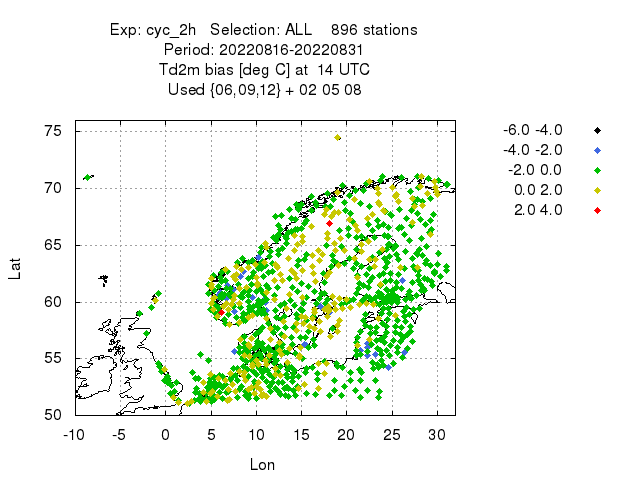 Exp: cyc_2h   Selection: ALL    896 stations
Period: 20220816-20220831
Td2m bias [deg C] at  14 UTC
Used {06,09,12} + 02 05 08
-6.0 -4.0
-4.0 -2.0
-2.0 0.0
0.0 2.0
2.0 4.0
75
70
65
60
55
50
Lat
-10 -5 0 5 10 15 20 25 30
Lon